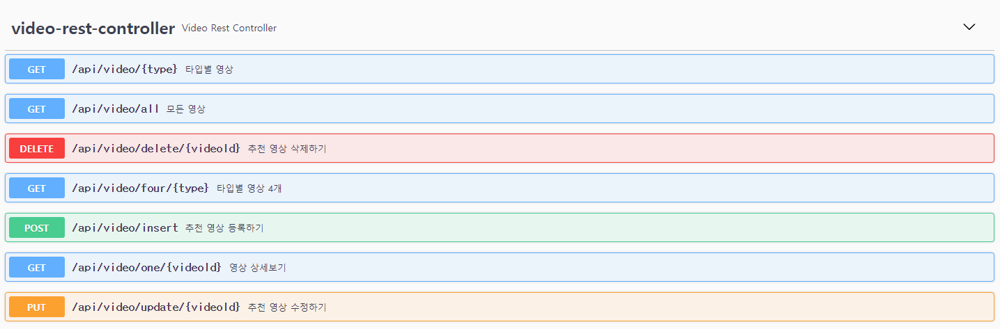 video-rest-controller Video Rest Controller
GET /api/video/{type} 타입별 영상
GET /api/video/all 모든 영상
DELETE /api/video/delete/{videoId} 추천 영상 삭제하기
GET /api/video/four/{type} 타입별 영상 4개
POST /api/video/insert 추천 영상 등록하기
GET /api/video/one/{videoId} 영상 상세보기
PUT /api/video/update/{videoId} 추천 영상 수정하기